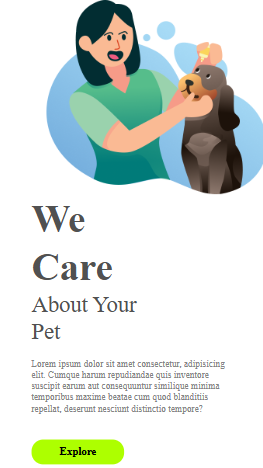 We
Care
About Your
Pet
Lorem ipsum dolor sit amet consectetur, adipisicing
elit. Cumque harum repudiandae quis inventore
suscipit earum aut consequuntur similique minima
temporibus maxime beatae cum quod blanditiis
repellat, deserunt nesciunt distinctio tempore?
Explore